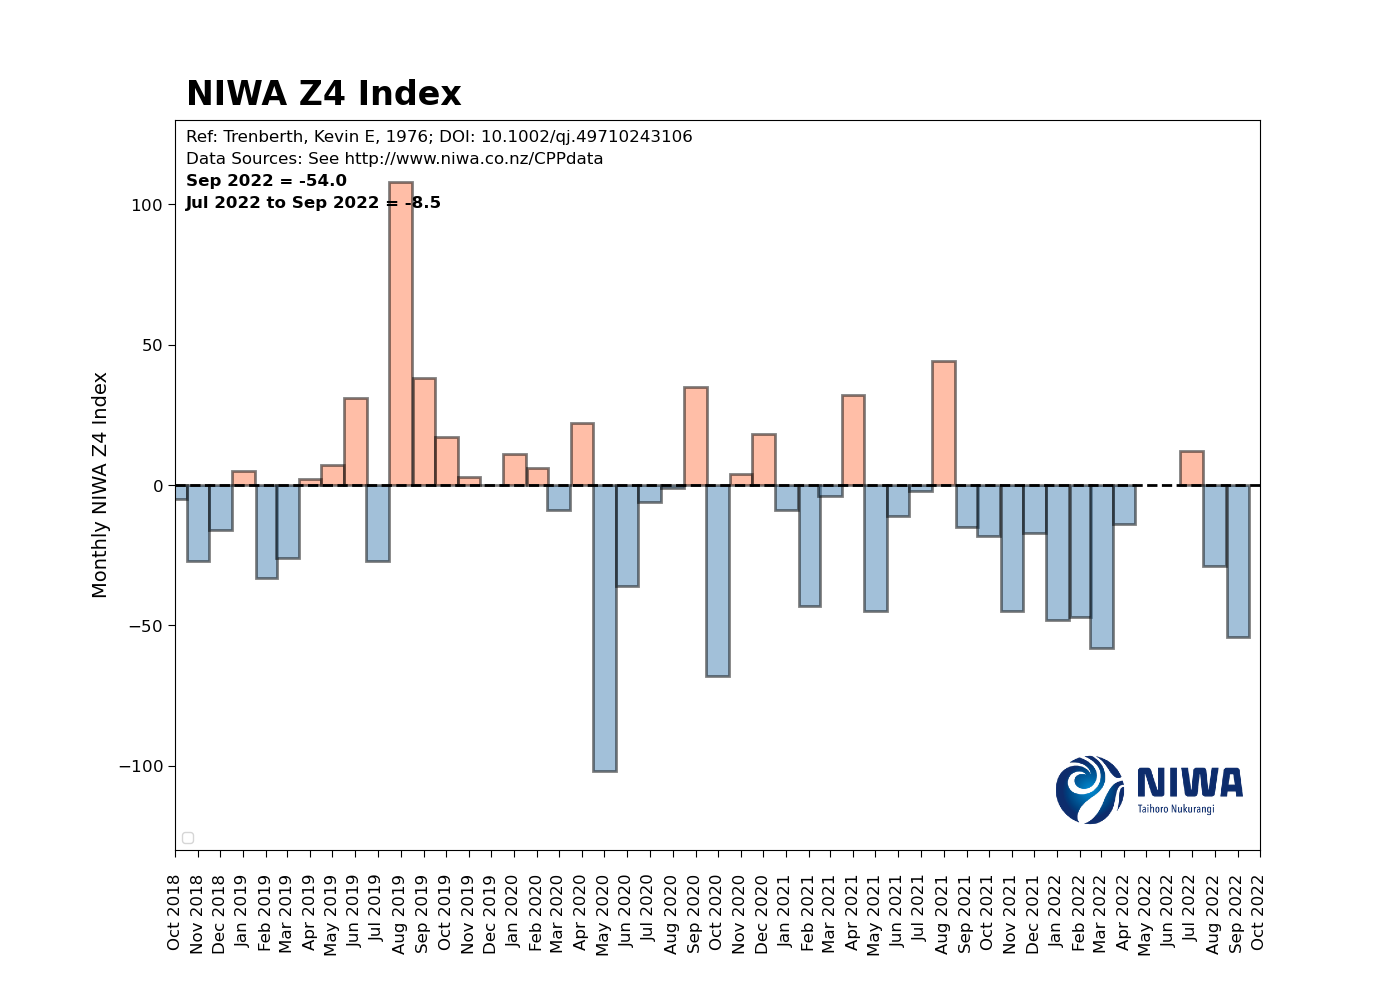 NIWA Z4 Index
Ref: Trenberth, Kevin E, 1976; DOI: 10.1002/qj.49710243106
Data Sources: See http://www.niwa.co.nz/CPPdata
Sep 2022 = -54.0
Jul 2022 to Sep 2022 = -8.5
Monthly NIWA Z4 Index
100
50
0
−50
−100
NIWA
Taihoro Nukurangi
Oct 2018
Nov 2018
Dec 2018
Jan 2019
Feb 2019
Mar 2019
Apr 2019
May 2019
Jun 2019
Jul 2019
Aug 2019
Sep 2019
Oct 2019
Nov 2019
Dec 2019
Jan 2020
Feb 2020
Mar 2020
Apr 2020
May 2020
Jun 2020
Jul 2020
Aug 2020
Sep 2020
Oct 2020
Nov 2020
Dec 2020
Jan 2021
Feb 2021
Mar 2021
Apr 2021
May 2021
Jun 2021
Jul 2021
Aug 2021
Sep 2021
Oct 2021
Nov 2021
Dec 2021
Jan 2022
Feb 2022
Mar 2022
Apr 2022
May 2022
Jun 2022
Jul 2022
Aug 2022
Sep 2022
Oct 2022